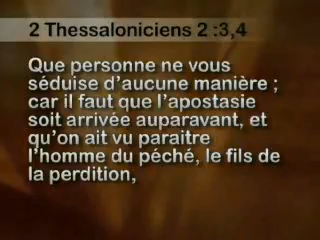 2 Thessaloniciens 2 :3,4
Que personne ne vous
séduise d'aucune manière ;
car il faut que l'apostasie
soit arrivée auparavant, et
qu'on ait vu paraître
l'homme du péché, le fils de
la perdition,